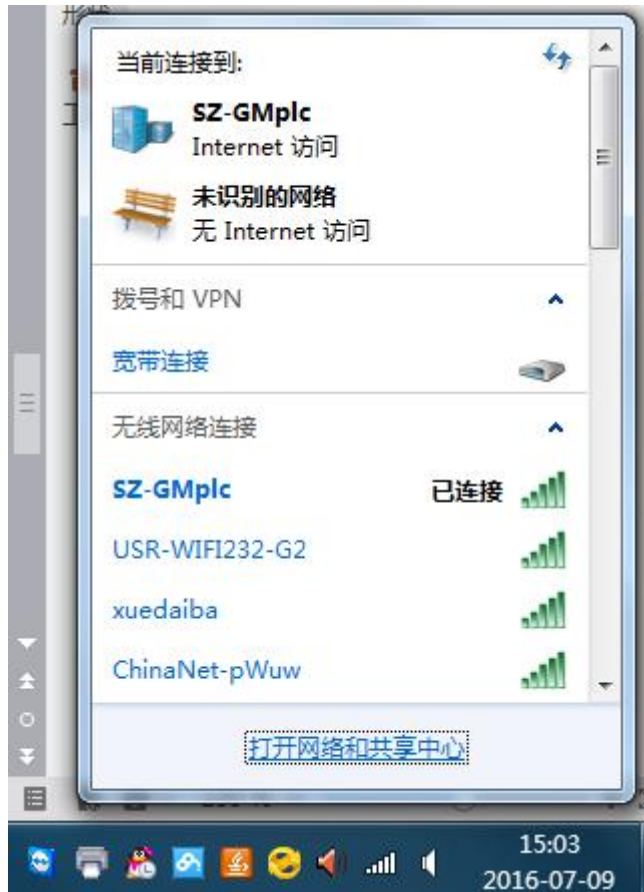 当前连接到:
SZ-GMplc
Internet 访问
未识别的网络
无 Internet 访问
拨号和 VPN
宽带连接
无线网络连接
SZ-GMplc 已连接
USR-WIFI232-G2
xuedaiba
ChinaNet-pWuw
打开网络和共享中心
15:03
2016-07-09